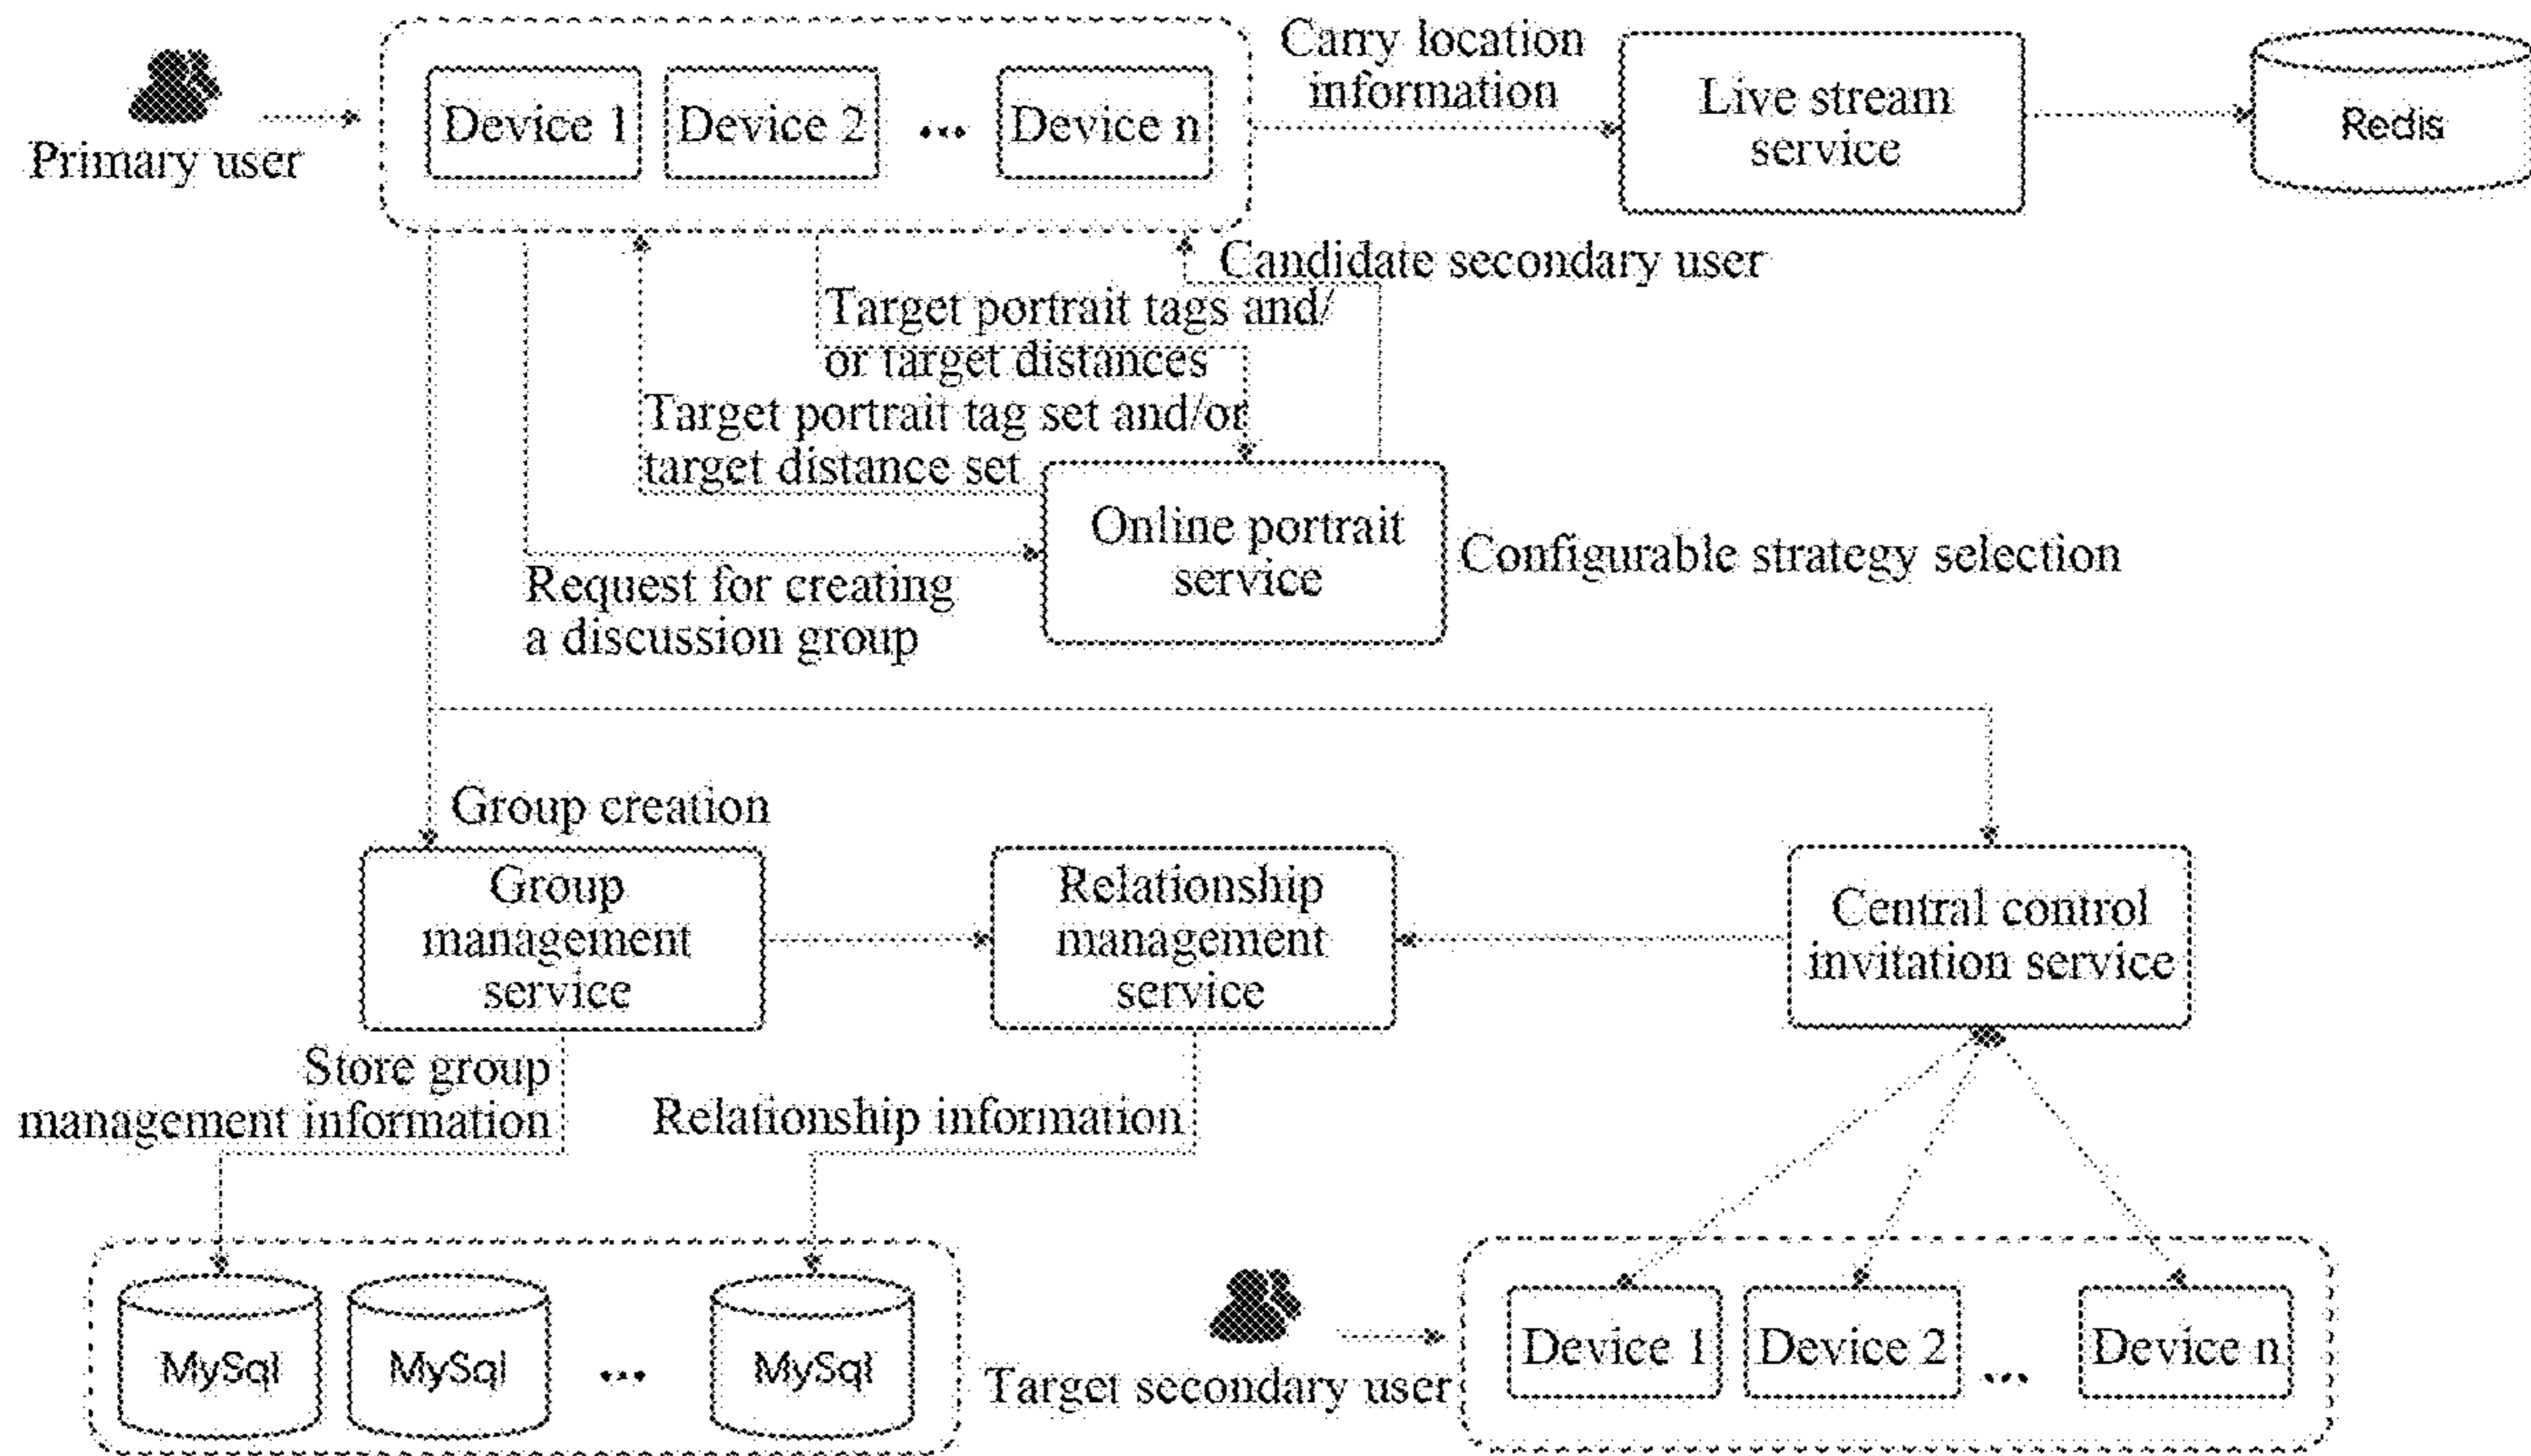 Primary user
Device 1
Device 2
...
Device n
Carry location
information
Live stream
service
Redis
Candidate secondary user
Target portrait tags and/
or target distances
Target portrait tag set and/or
target distance set
Online portrait
service
Configurable strategy selection
Request for creating
a discussion group
Group creation
Group
management
service
Relationship
management
service
Central control
invitation service
Store group
management information
Relationship information
MySql
MySql
...
MySql
Target secondary user
Device 1
Device 2
...
Device n